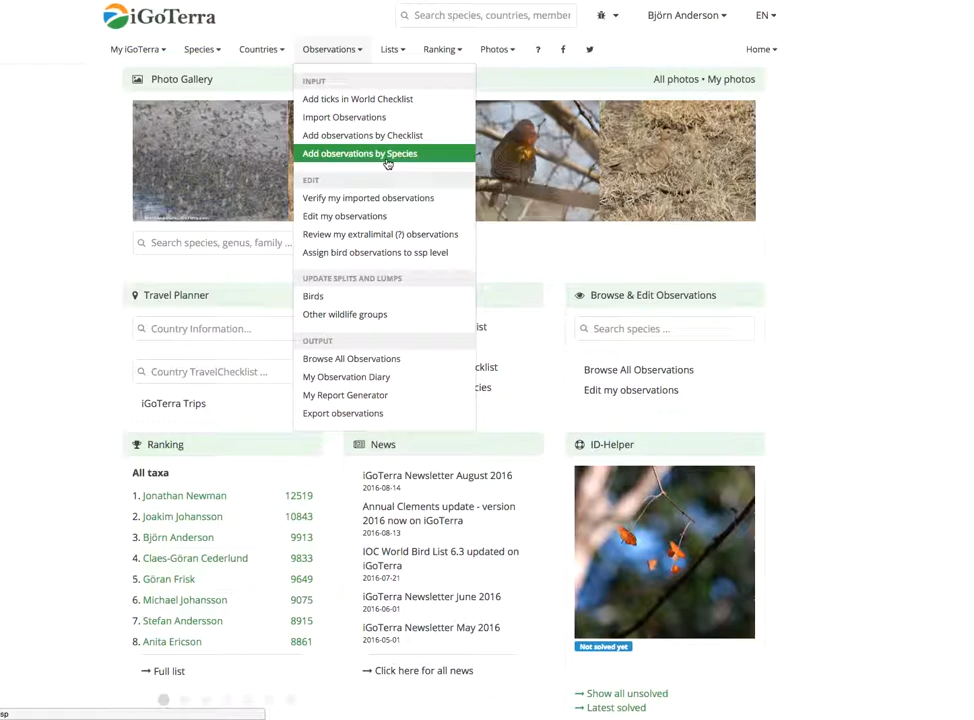 iGoTerra
Search species, countries, member
Björn Anderson
EN
My iGoTerra
Species
Countries
Observations
Lists
Ranking
Photos
?
Home
Photo Gallery
All photos • My photos
INPUT
Add ticks in World Checklist
Import Observations
Add observations by Checklist
Add observations by Species
EDIT
Verify my imported observations
Edit my observations
Review my extralimital (?) observations
Assign bird observations to ssp level
UPDATE SPLITS AND LUMPS
Birds
Other wildlife groups
OUTPUT
Browse All Observations
My Observation Diary
My Report Generator
Export observations
Search species, genus, family ...
Travel Planner
Country Information...
Country TravelChecklist ...
iGoTerra Trips
ist
cklist
cies
Browse & Edit Observations
Search species ...
Browse All Observations
Edit my observations
Ranking
All taxa
1. Jonathan Newman 12519
2. Joakim Johansson 10843
3. Björn Anderson 9913
4. Claes-Göran Cederlund 9833
5. Göran Frisk 9649
6. Michael Johansson 9075
7. Stefan Andersson 8915
8. Anita Ericson 8861
Full list
News
iGoTerra Newsletter August 2016
2016-08-14
Annual Clements update - version
2016 now on iGoTerra
2016-08-13
IOC World Bird List 6.3 updated on
iGoTerra
2016-07-21
iGoTerra Newsletter June 2016
2016-06-01
iGoTerra Newsletter May 2016
2016-05-01
Click here for all news
ID-Helper
Not solved yet
Show all unsolved
Latest solved
sp